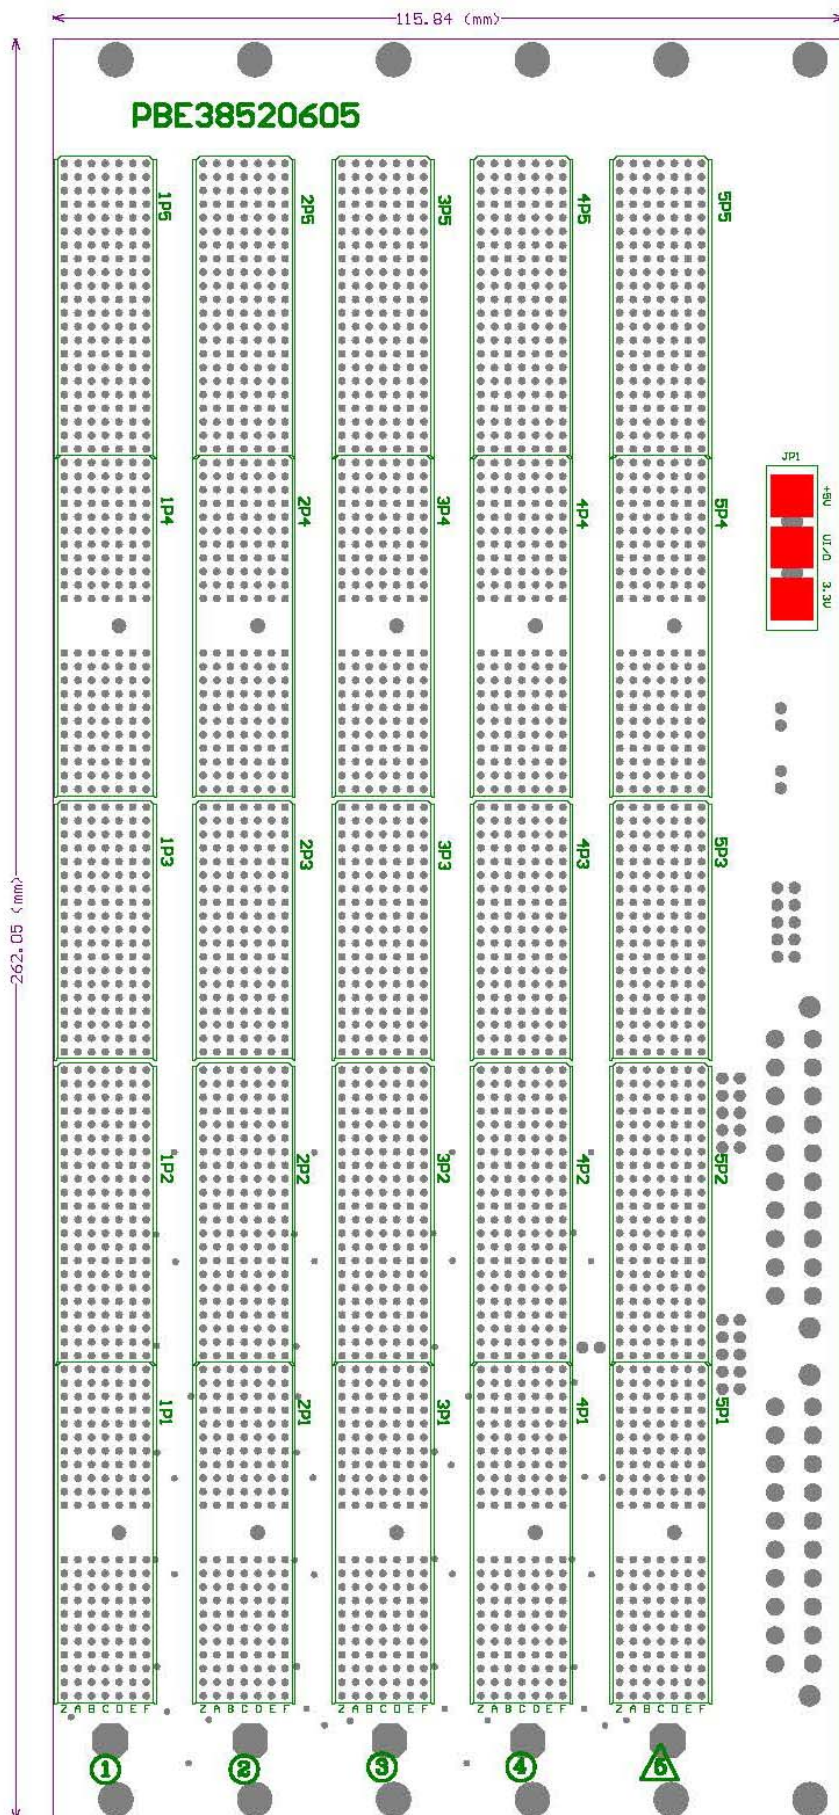 115.84 (mm)
PBE38520605
1P5
2P5
3P5
4P5
5P5
JP1
+5V
VI/O
3.3V
1P4
2P4
3P4
4P4
5P4
1P3
2P3
3P3
4P3
5P3
262.05 (mm)
1P2
2P2
3P2
4P2
5P2
1P1
2P1
3P1
4P1
5P1
Z A B C D E F
Z A B C D E F
Z A B C D E F
Z A B C D E F
Z A B C D E F
1
2
3
4
5